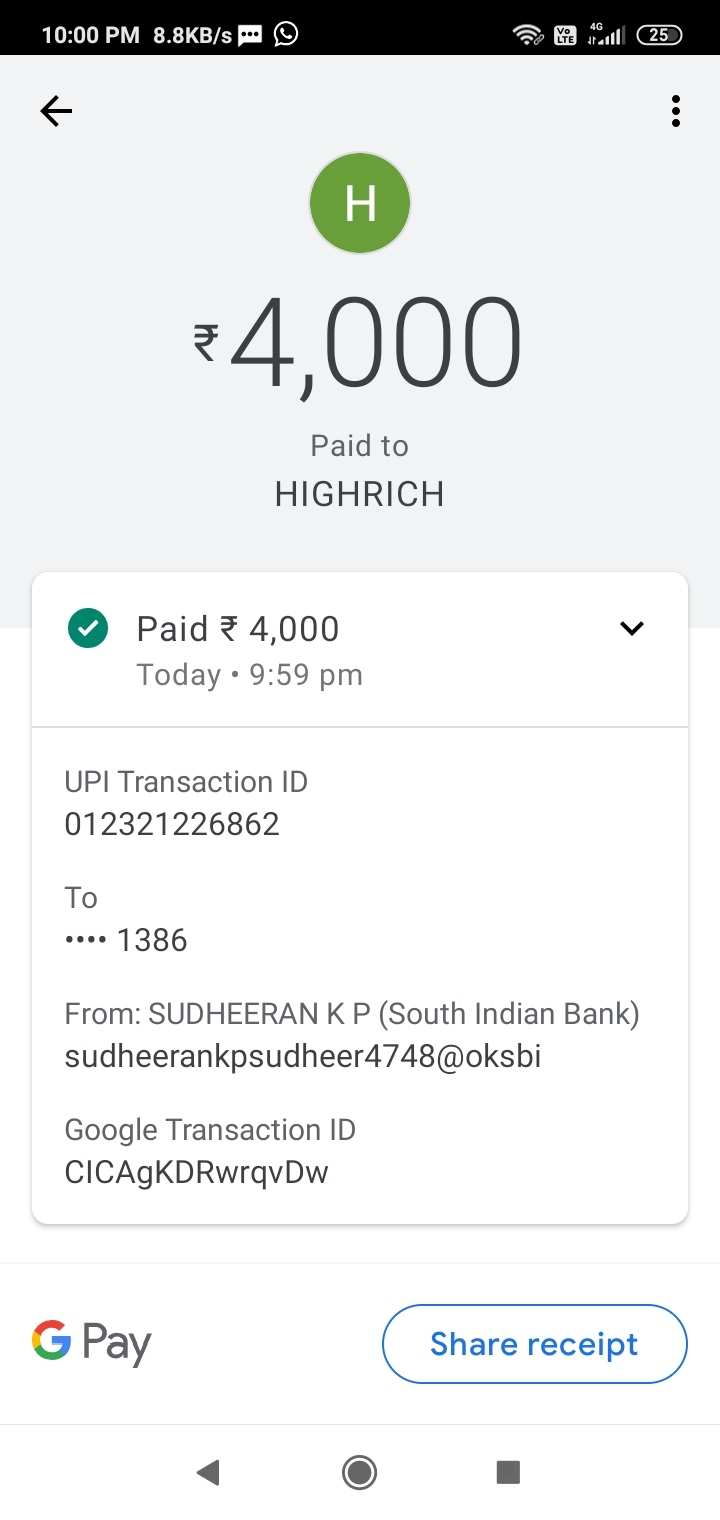 10:00 PM 8.8KB/s Vo LTE 4G 25
H
₹4,000
Paid to
HIGHRICH
Paid ₹ 4,000
Today • 9:59 pm
UPI Transaction ID
012321226862
To
•••• 1386
From: SUDHEERAN K P (South Indian Bank)
sudheerankpsudheer4748@oksbi
Google Transaction ID
CICAgKDRwrqvDw
G Pay
Share receipt